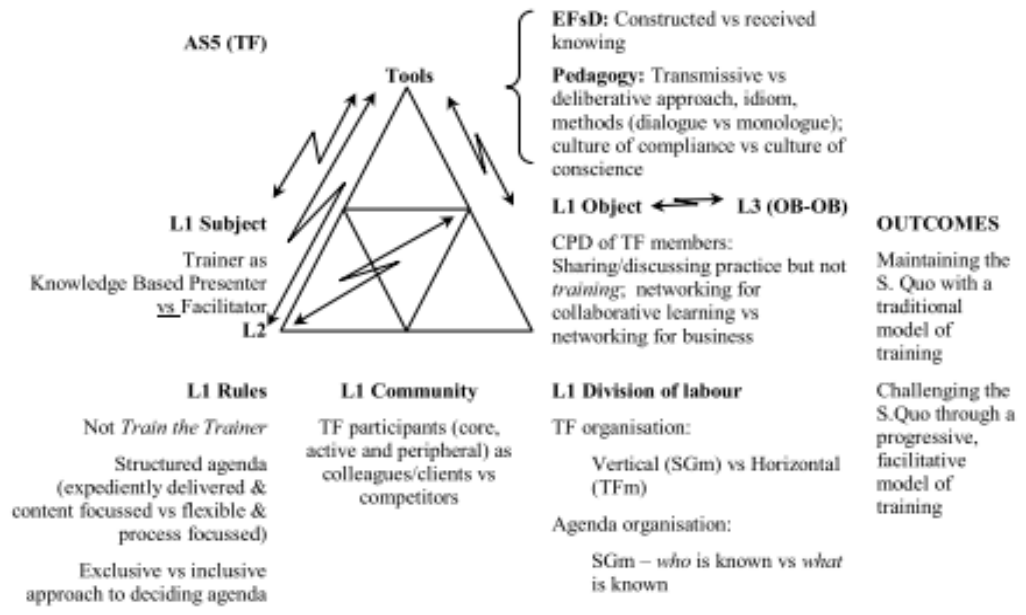 AS5 (TF)
Tools
EFsD: Constructed vs received
knowing
Pedagogy: Transmissive vs
deliberative approach, idiom,
methods (dialogue vs monologue);
culture of compliance vs culture of
conscience
L1 Subject
Trainer as
Knowledge Based Presenter
vs Facilitator
L2
L1 Object
L3 (OB-OB)
CPD of TF members:
Sharing/discussing practice but not
training; networking for
collaborative learning vs
networking for business
OUTCOMES
Maintaining the
S. Quo with a
traditional
model of
training
Challenging the
S.Quo through a
progressive,
facilitative
model of
training
L1 Rules
Not Train the Trainer
Structured agenda
(expediently delivered &
content focussed vs flexible &
process focussed)
Exclusive vs inclusive
approach to deciding agenda
L1 Community
TF participants (core,
active and peripheral) as
colleagues/clients vs
competitors
L1 Division of labour
TF organisation:
Vertical (SGm) vs Horizontal
(TFm)
Agenda organisation:
SGm – who is known vs what
is known